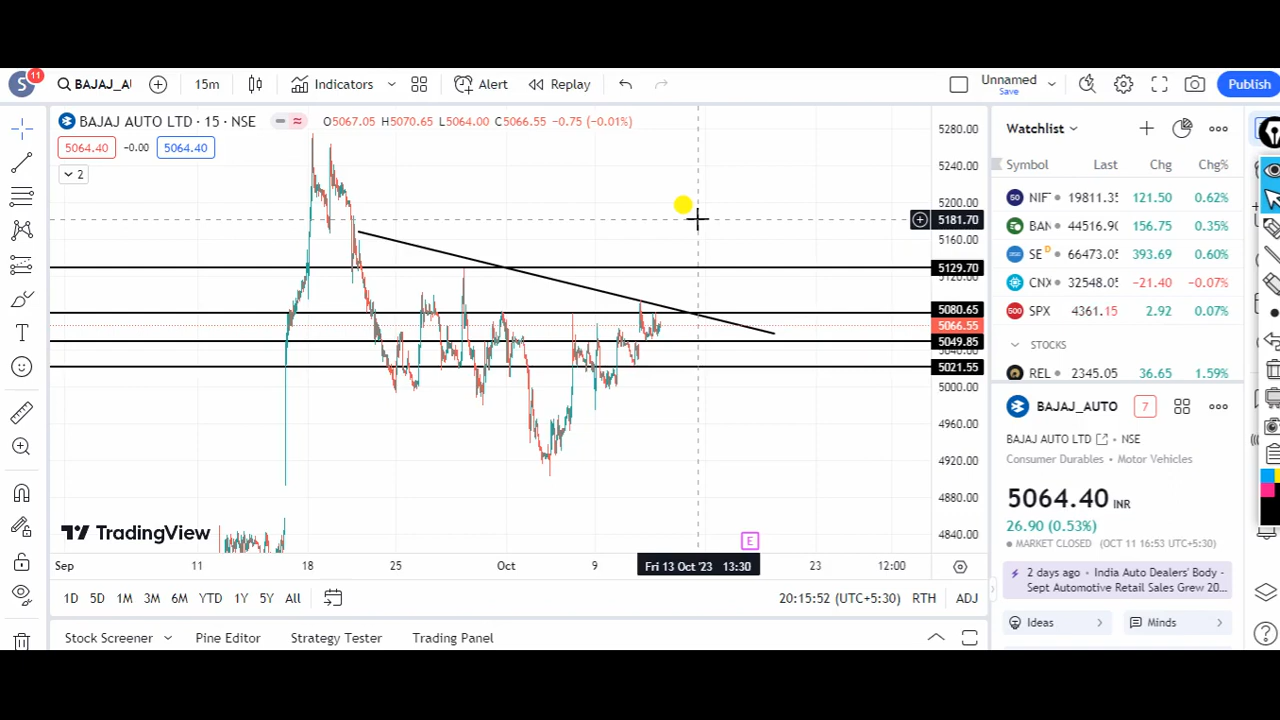 S 11 BAJAJ_AU 15m Indicators Alert Replay Unnamed Save Publish
BAJAJ AUTO LTD · 15 · NSE O5067.05 H5070.65 L5064.00 C5066.55 −0.75 (−0.01%)
5064.40 -0.00 5064.40
2
5280.00
5240.00
5200.00
5181.70
5160.00
5129.70
5120.00
5080.65
5066.55
5049.85
5040.00
5021.55
5000.00
4960.00
4920.00
4880.00
4840.00
TradingView
E
Sep 11 18 25 Oct 9 Fri 13 Oct '23 13:30 23 12:00
1D 5D 1M 3M 6M YTD 1Y 5Y All 20:15:52 (UTC+5:30) RTH ADJ
Stock Screener Pine Editor Strategy Tester Trading Panel
Watchlist
Symbol Last Chg Chg%
50 NIF 19811.35 121.50 0.62%
BAN 44516.90 156.75 0.35%
SE D 66473.05 393.69 0.60%
CNX 32548.05 −21.40 −0.07%
500 SPX 4361.15 2.92 0.07%
STOCKS
REL 2345.05 36.65 1.59%
BAJAJ_AUTO 7
BAJAJ AUTO LTD • NSE
Consumer Durables • Motor Vehicles
5064.40 INR
26.90 (0.53%)
MARKET CLOSED (OCT 11 16:53 UTC+5:30)
2 days ago · India Auto Dealers' Body -
Sept Automotive Retail Sales Grew 20...
Ideas Minds